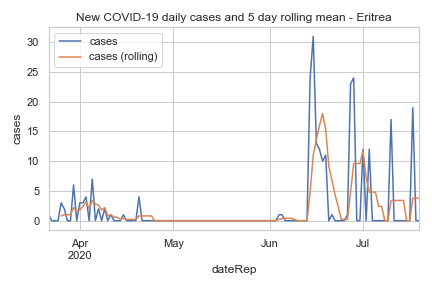 New COVID-19 daily cases and 5 day rolling mean - Eritrea
cases
cases (rolling)
30
25
20
15
10
5
0
cases
Apr
2020
May
Jun
Jul
dateRep